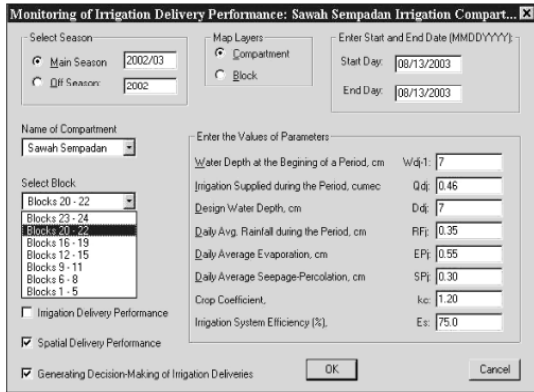 Monitoring of Irrigation Delivery Performance: Sawah Sempadan Irrigation Compart...
Select Season
Main Season 2002/03
Off Season: 2002
Map Layers
Compartment
Block
Enter Start and End Date (MMDDYYYY):
Start Day: 08/13/2003
End Day: 08/13/2003
Name of Compartment
Sawah Sempadan
Select Block
Blocks 20 - 22
Blocks 23 - 24
Blocks 20 - 22
Blocks 16 - 19
Blocks 12 - 15
Blocks 9 - 11
Blocks 6 - 8
Blocks 1 - 5
Irrigation Delivery Performance
Spatial Delivery Performance
Generating Decision-Making of Irrigation Deliveries
Enter the Values of Parameters
Water Depth at the Begining of a Period, cm Wdj-1: 7
Irrigation Supplied during the Period, cumec Qdj: 0.46
Design Water Depth, cm Ddj: 7
Daily Avg. Rainfall during the Period, cm RFj: 0.35
Daily Average Evaporation, cm EPj: 0.55
Daily Average Seepage-Percolation, cm SPj: 0.30
Crop Coefficient, kc: 1.20
Irrigation System Efficiency (%), Es: 75.0
OK
Cancel